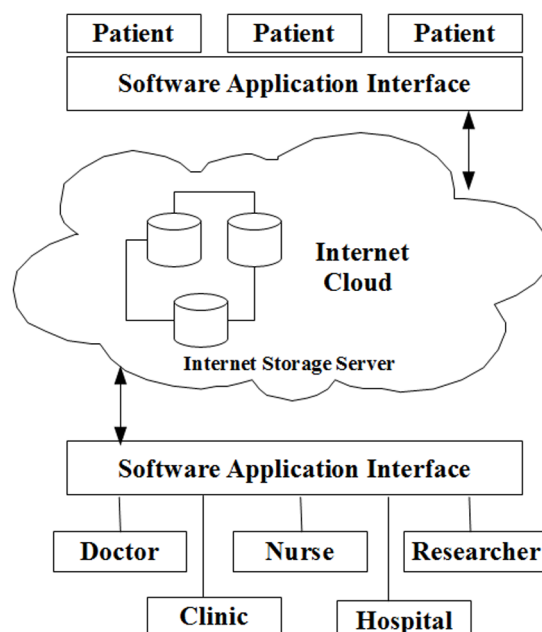 Patient
Patient
Patient
Software Application Interface
Internet
Cloud
Internet Storage Server
Software Application Interface
Doctor
Nurse
Researcher
Clinic
Hospital